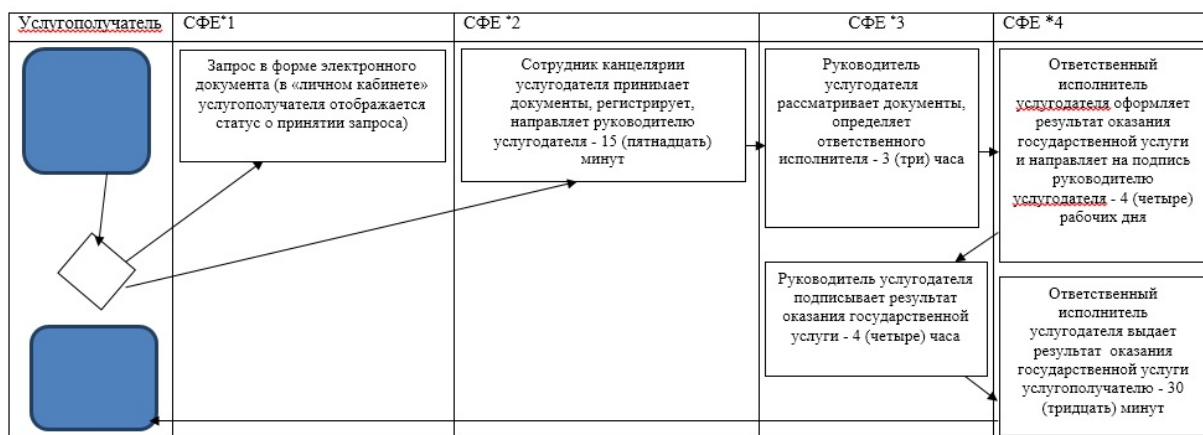 Услугополучатель
СФЕ*1
СФЕ *2
СФЕ *3
СФЕ *4
Запрос в форме электронного
документа (в «личном кабинете»
услугополучателя отображается
статус о принятии запроса)
Сотрудник канцелярии
услугодателя принимает
документы, регистрирует,
направляет руководителю
услугодателя - 15 (пятнадцать)
минут
Руководитель
услугодателя
рассматривает документы,
определяет
ответственного
исполнителя - 3 (три) часа
Ответственный
исполнитель
услугодателя оформляет
результат оказания
государственной услуги
и направляет на подпись
руководителю
услугодателя - 4 (четыре)
рабочих дня
Руководитель услугодателя
подписывает результат
оказания государственной
услуги - 4 (четыре) часа
Ответственный
исполнитель
услугодателя выдает
результат оказания
государственной услуги
услугополучателю - 30
(тридцать) минут